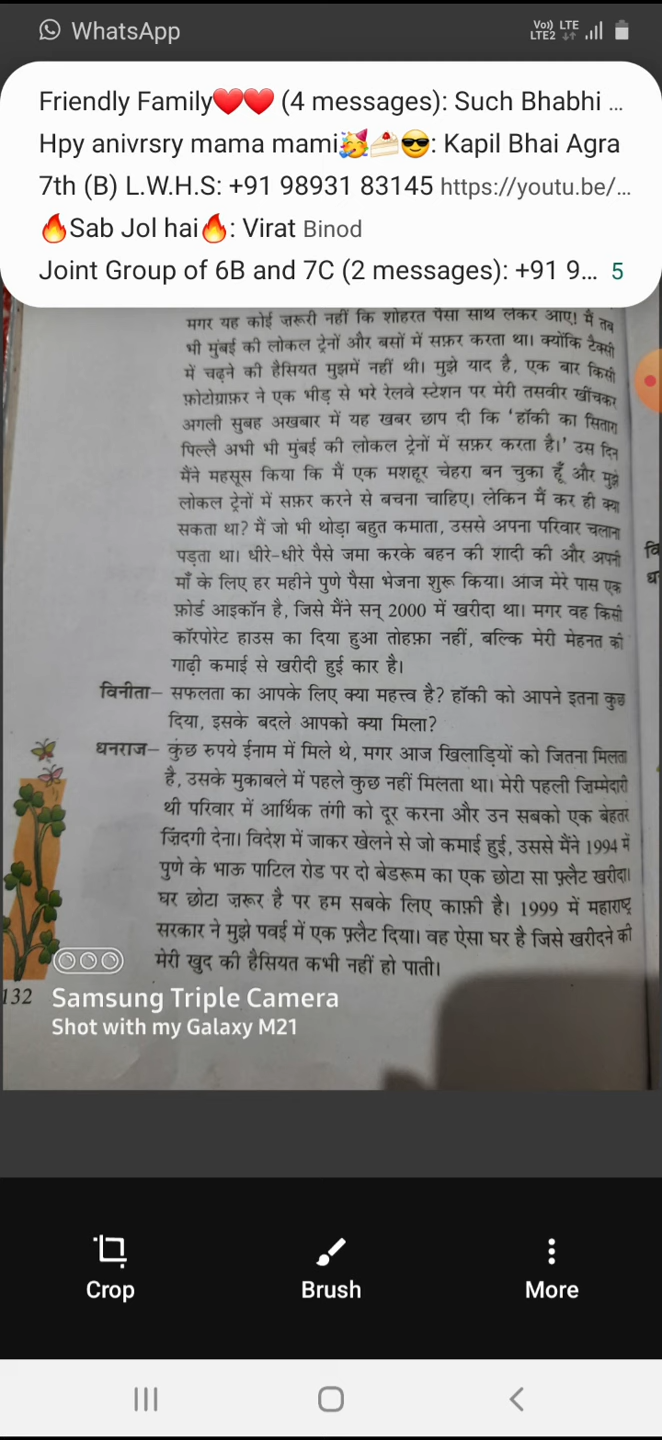 WhatsApp
Vo)) LTE
LTE2
Friendly Family❤️❤️ (4 messages): Such Bhabhi ...
Hpy anivrsry mama mami🥳🍰😎: Kapil Bhai Agra
7th (B) L.W.H.S: +91 98931 83145 https://youtu.be/...
🔥Sab Jol hai🔥: Virat Binod
Joint Group of 6B and 7C (2 messages): +91 9... 5
मगर यह कोई ज़रूरी नहीं कि शोहरत पैसा साथ लेकर आए! मैं तब
भी मुंबई की लोकल ट्रेनों और बसों में सफ़र करता था। क्योंकि टैक्सी
में चढ़ने की हैसियत मुझमें नहीं थी। मुझे याद है, एक बार किसी
फ़ोटोग्राफ़र ने एक भीड़ से भरे रेलवे स्टेशन पर मेरी तसवीर खींचकर
अगली सुबह अखबार में यह खबर छाप दी कि 'हॉकी का सितारा
पिल्लै अभी भी मुंबई की लोकल ट्रेनों में सफ़र करता है।' उस दिन
मैंने महसूस किया कि मैं एक मशहूर चेहरा बन चुका हूँ और मुझे
लोकल ट्रेनों में सफ़र करने से बचना चाहिए। लेकिन मैं कर ही क्या
सकता था? मैं जो भी थोड़ा बहुत कमाता, उससे अपना परिवार चलाना
पड़ता था। धीरे-धीरे पैसे जमा करके बहन की शादी की और अपनी
वि
माँ के लिए हर महीने पुणे पैसा भेजना शुरू किया। आज मेरे पास एक
ध
फ़ोर्ड आइकॉन है, जिसे मैंने सन् 2000 में खरीदा था। मगर वह किसी
कॉरपोरेट हाउस का दिया हुआ तोहफ़ा नहीं, बल्कि मेरी मेहनत की
गाढ़ी कमाई से खरीदी हुई कार है।
विनीता– सफलता का आपके लिए क्या महत्त्व है? हॉकी को आपने इतना कुछ
दिया, इसके बदले आपको क्या मिला?
धनराज– कुछ रुपये ईनाम में मिले थे, मगर आज खिलाड़ियों को जितना मिलता
है, उसके मुकाबले में पहले कुछ नहीं मिलता था। मेरी पहली ज़िम्मेदारी
थी परिवार में आर्थिक तंगी को दूर करना और उन सबको एक बेहतर
ज़िंदगी देना। विदेश में जाकर खेलने से जो कमाई हुई, उससे मैंने 1994 में
पुणे के भाऊ पाटिल रोड पर दो बेडरूम का एक छोटा सा फ़्लैट खरीदा।
घर छोटा ज़रूर है पर हम सबके लिए काफ़ी है। 1999 में महाराष्ट्र
सरकार ने मुझे पवई में एक फ़्लैट दिया। वह ऐसा घर है जिसे खरीदने की
मेरी खुद की हैसियत कभी नहीं हो पाती।
132
Samsung Triple Camera
Shot with my Galaxy M21
Crop
Brush
More